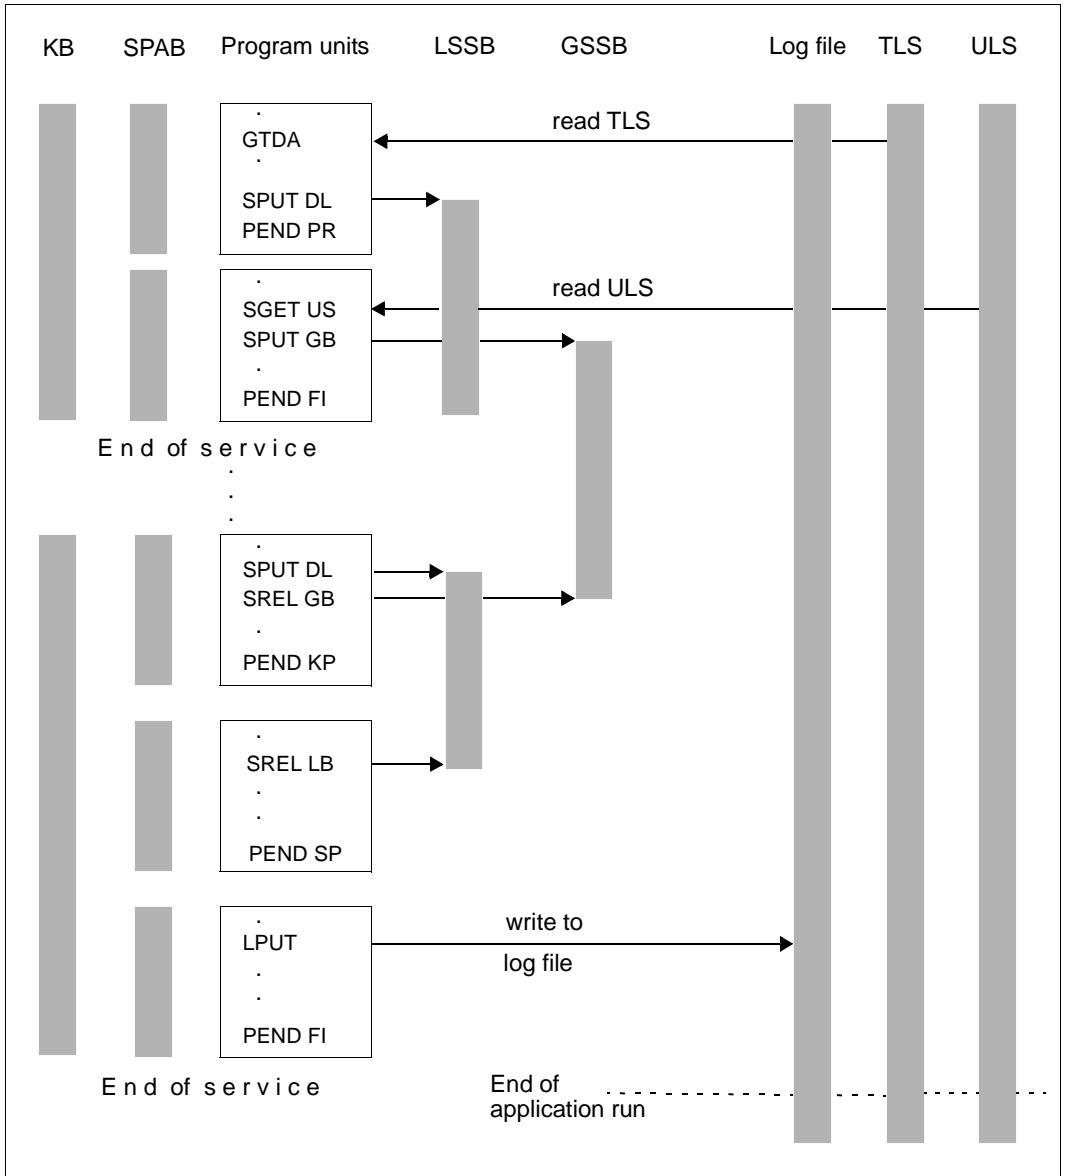 KB SPAB Program units LSSB GSSB Log file TLS ULS
.
read TLS
GTDA
.
SPUT DL
PEND PR
.
read ULS
SGET US
SPUT GB
.
PEND FI
End of service
.
.
.
.
SPUT DL
SREL GB
.
PEND KP
.
SREL LB
.
.
PEND SP
.
write to
LPUT
log file
.
.
PEND FI
End of service
End of
application run